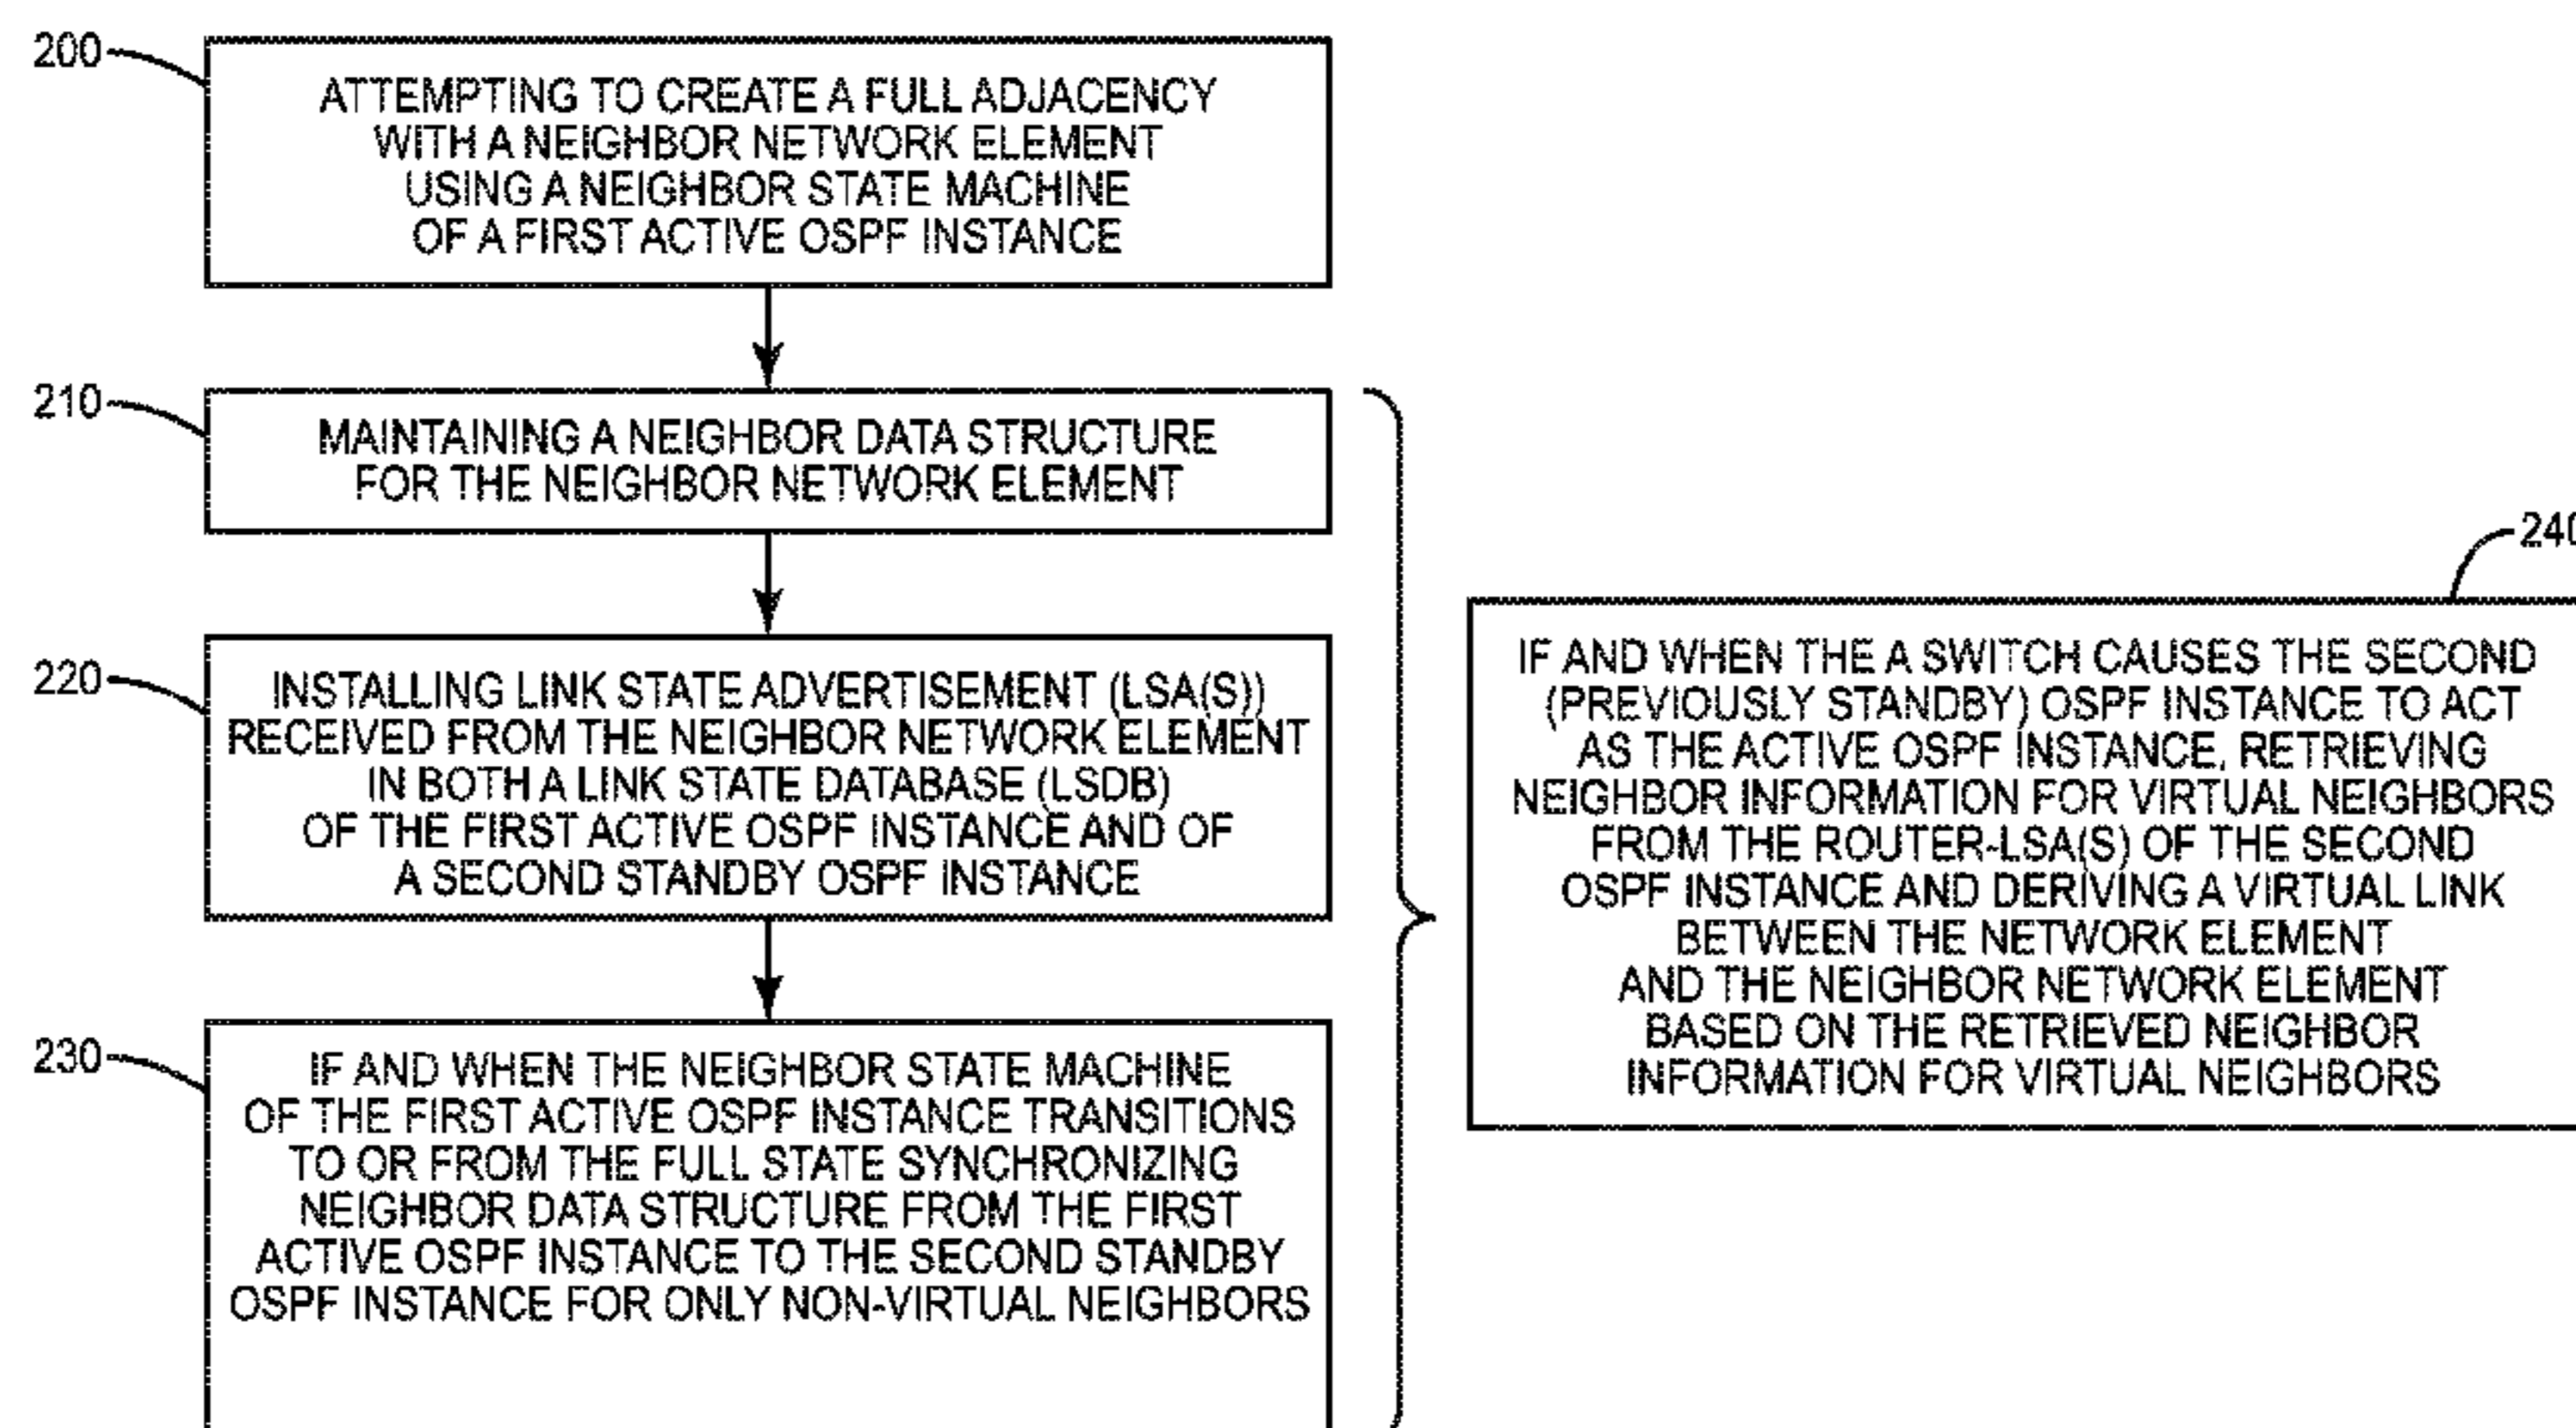 200
ATTEMPTING TO CREATE A FULL ADJACENCY
WITH A NEIGHBOR NETWORK ELEMENT
USING A NEIGHBOR STATE MACHINE
OF A FIRST ACTIVE OSPF INSTANCE
210
MAINTAINING A NEIGHBOR DATA STRUCTURE
FOR THE NEIGHBOR NETWORK ELEMENT
220
INSTALLING LINK STATE ADVERTISEMENT (LSA(S))
RECEIVED FROM THE NEIGHBOR NETWORK ELEMENT
IN BOTH A LINK STATE DATABASE (LSDB)
OF THE FIRST ACTIVE OSPF INSTANCE AND OF
A SECOND STANDBY OSPF INSTANCE
230
IF AND WHEN THE NEIGHBOR STATE MACHINE
OF THE FIRST ACTIVE OSPF INSTANCE TRANSITIONS
TO OR FROM THE FULL STATE SYNCHRONIZING
NEIGHBOR DATA STRUCTURE FROM THE FIRST
ACTIVE OSPF INSTANCE TO THE SECOND STANDBY
OSPF INSTANCE FOR ONLY NON-VIRTUAL NEIGHBORS
240
IF AND WHEN THE A SWITCH CAUSES THE SECOND
(PREVIOUSLY STANDBY) OSPF INSTANCE TO ACT
AS THE ACTIVE OSPF INSTANCE, RETRIEVING
NEIGHBOR INFORMATION FOR VIRTUAL NEIGHBORS
FROM THE ROUTER-LSA(S) OF THE SECOND
OSPF INSTANCE AND DERIVING A VIRTUAL LINK
BETWEEN THE NETWORK ELEMENT
AND THE NEIGHBOR NETWORK ELEMENT
BASED ON THE RETRIEVED NEIGHBOR
INFORMATION FOR VIRTUAL NEIGHBORS